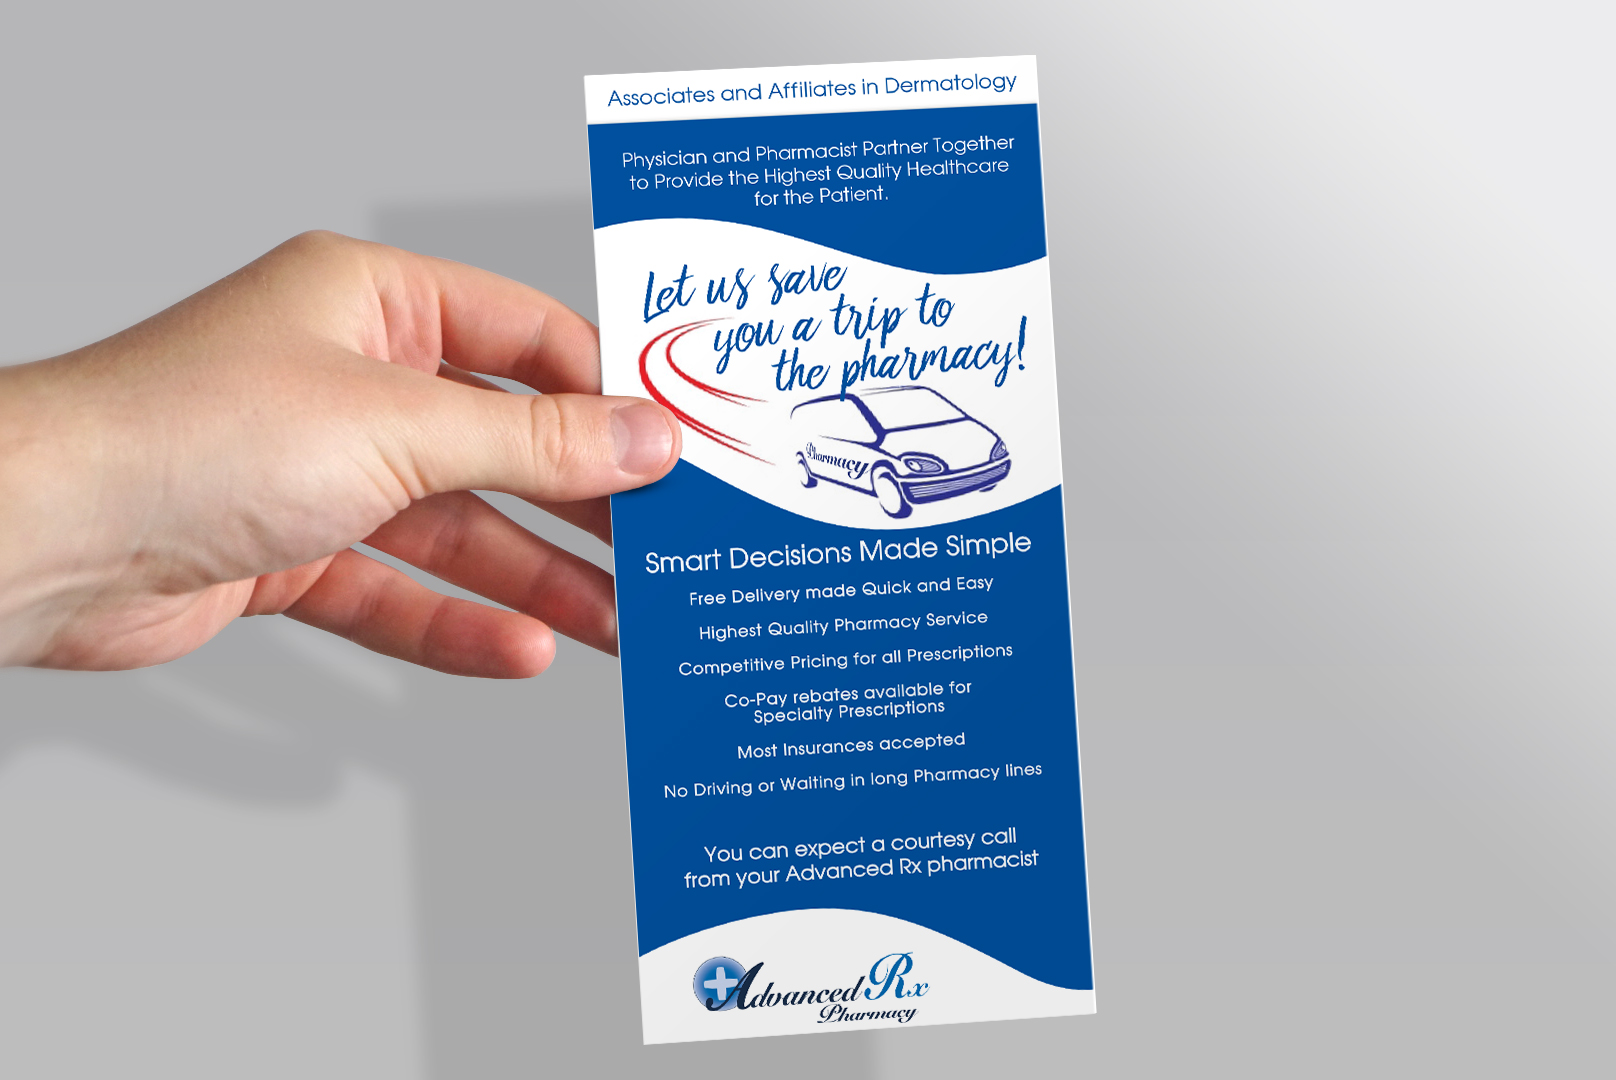 Associates and Affiliates in Dermatology
Physician and Pharmacist Partner Together
to Provide the Highest Quality Healthcare
for the Patient.
Let us save
you a trip to
the pharmacy!
Pharmacy
Smart Decisions Made Simple
Free Delivery made Quick and Easy
Highest Quality Pharmacy Service
Competitive Pricing for all Prescriptions
Co-Pay rebates available for
Specialty Prescriptions
Most Insurances accepted
No Driving or Waiting in long Pharmacy lines
You can expect a courtesy call
from your Advanced Rx pharmacist
Advanced Rx
Pharmacy